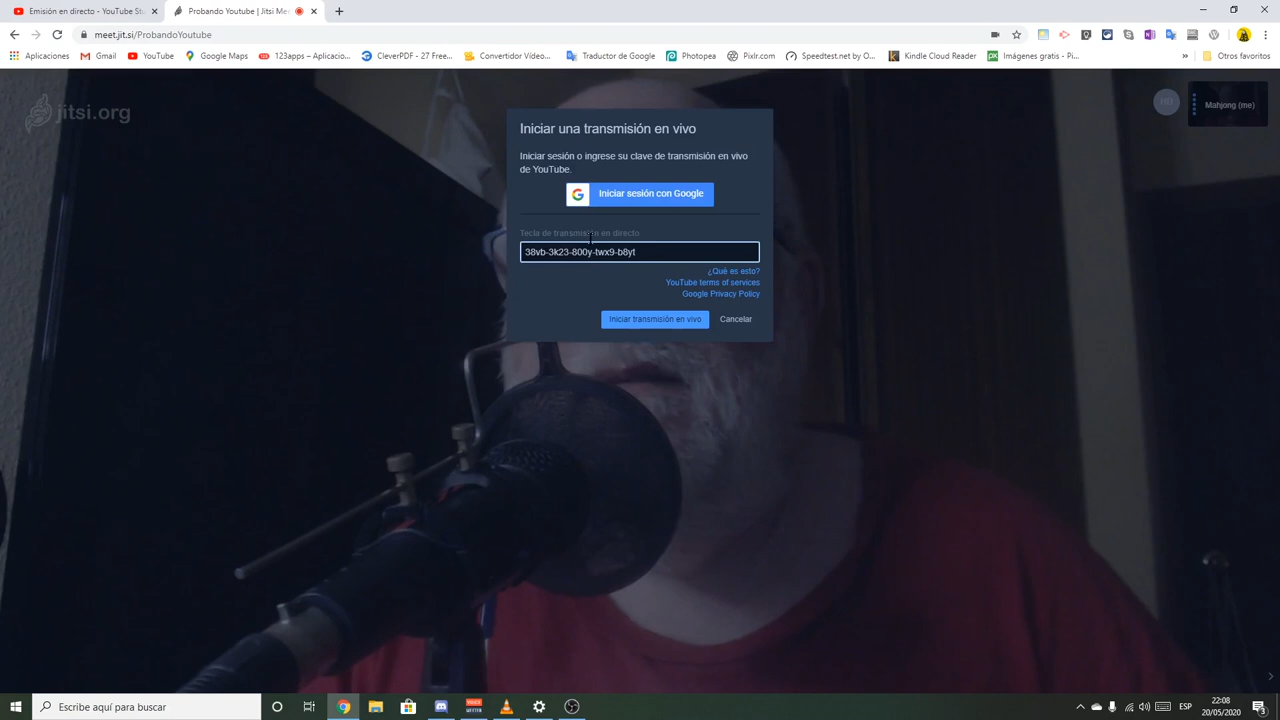 Emisión en directo - YouTube Stu
Probando Youtube | Jitsi Me
meet.jit.si/ProbandoYoutube
Aplicaciones
Gmail
YouTube
Google Maps
123apps – Aplicacio...
CleverPDF - 27 Free...
Convertidor Vídeo...
Traductor de Google
Photopea
Pixlr.com
Speedtest.net by O...
Kindle Cloud Reader
Imágenes gratis - Pi...
»
Otros favoritos
jitsi.org
HD
Mahjong (me)
Iniciar una transmisión en vivo
Iniciar sesión o ingrese su clave de transmisión en vivo
de YouTube.
Iniciar sesión con Google
Tecla de transmisión en directo
38vb-3k23-800y-twx9-b8yt
¿Qué es esto?
YouTube terms of services
Google Privacy Policy
Iniciar transmisión en vivo
Cancelar
Escribe aquí para buscar
ESP
22:08
20/05/2020